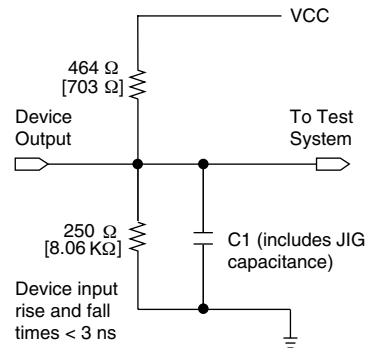 VCC
464 Ω
[703 Ω]
Device
Output
To Test
System
250 Ω
[8.06 KΩ]
C1 (includes JIG
capacitance)
Device input
rise and fall
times < 3 ns